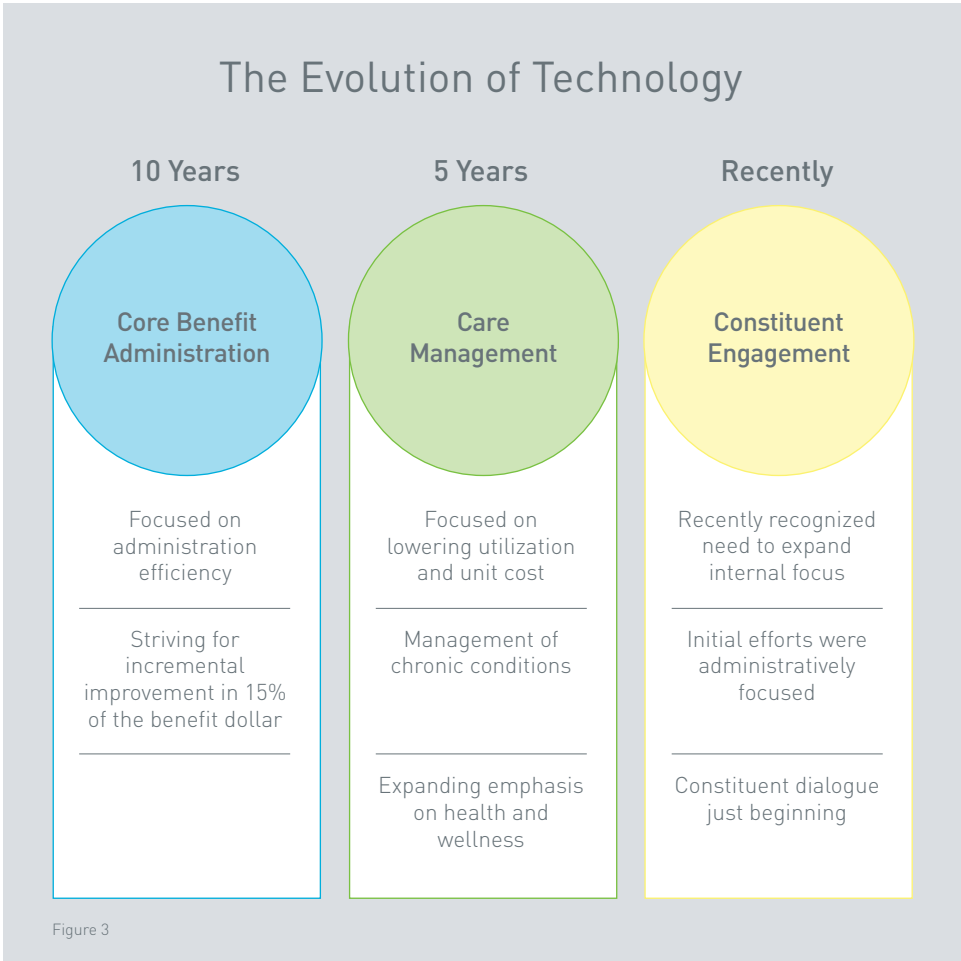 The Evolution of Technology
10 Years
Core Benefit
Administration
Focused on
administration
efficiency
Striving for
incremental
improvement in 15%
of the benefit dollar
5 Years
Care
Management
Focused on
lowering utilization
and unit cost
Management of
chronic conditions
Expanding emphasis
on health and
wellness
Recently
Constituent
Engagement
Recently recognized
need to expand
internal focus
Initial efforts were
administratively
focused
Constituent dialogue
just beginning
Figure 3